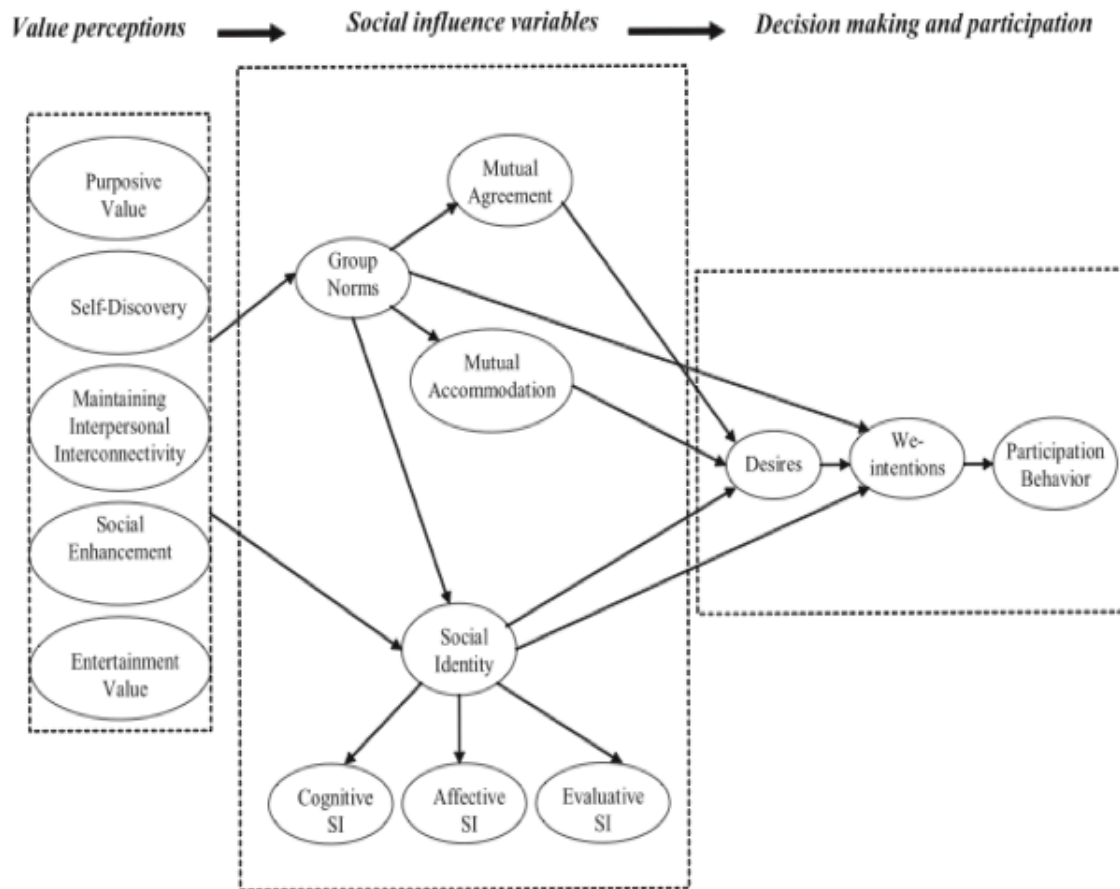 Value perceptions
Social influence variables
Decision making and participation
Purposive
Value
Self-Discovery
Maintaining
Interpersonal
Interconnectivity
Social
Enhancement
Entertainment
Value
Mutual
Agreement
Group
Norms
Mutual
Accommodation
Social
Identity
Cognitive
SI
Affective
SI
Evaluative
SI
Desires
We-
intentions
Participation
Behavior